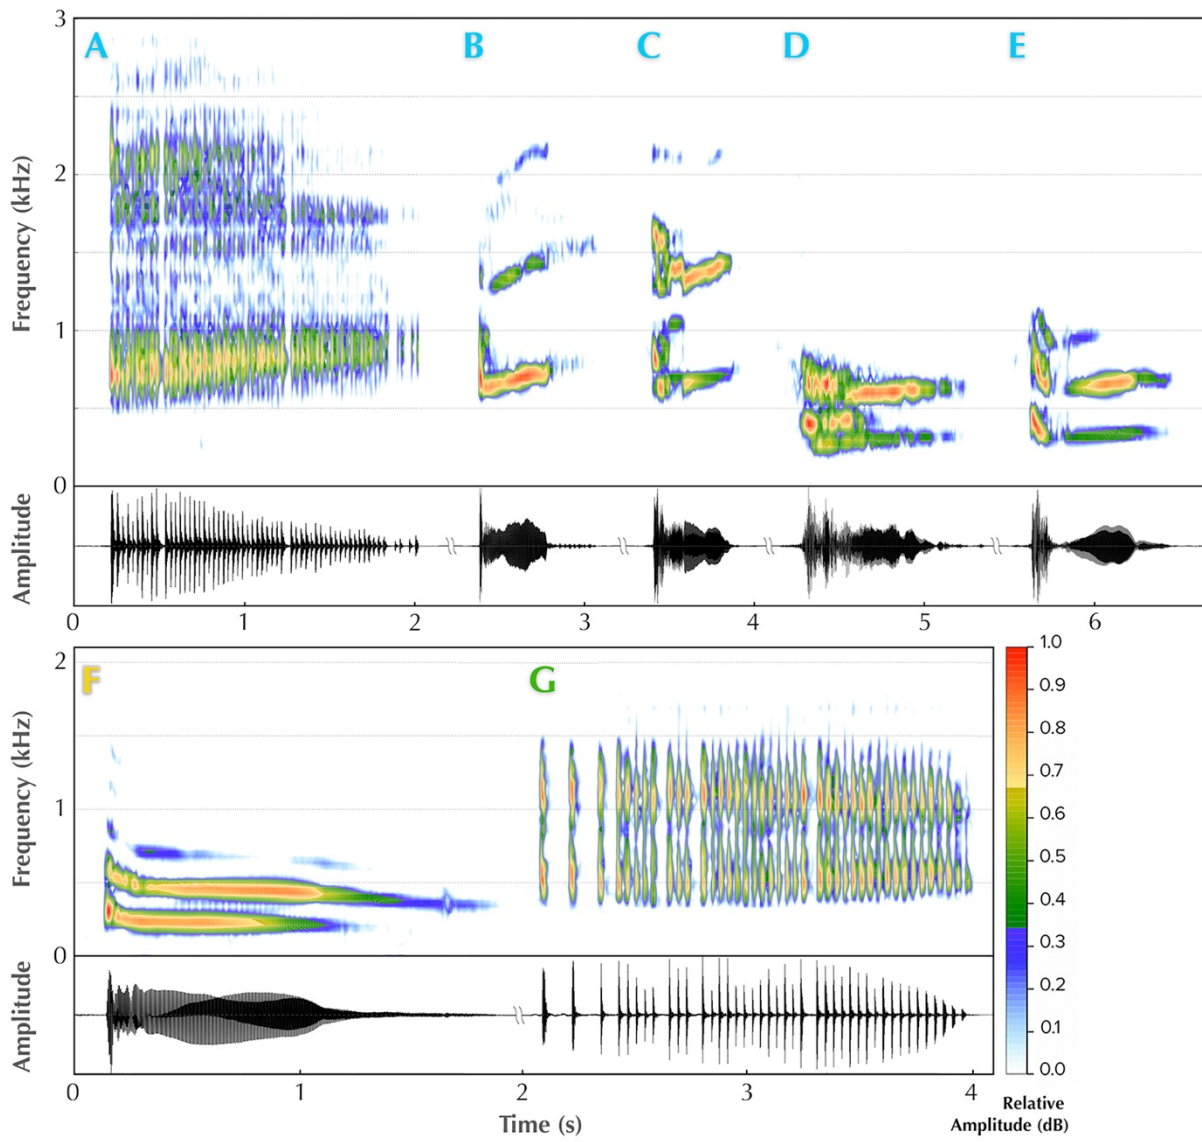 3
A B C D E
2
Frequency (kHz)
1
0
Amplitude
0 1 2 3 4 5 6
2
F G
1.0
0.9
0.8
0.7
0.6
0.5
0.4
0.3
0.2
0.1
0.0
Frequency (kHz)
1
0
Amplitude
0 1 2 3 4
Time (s)
Relative
Amplitude (dB)